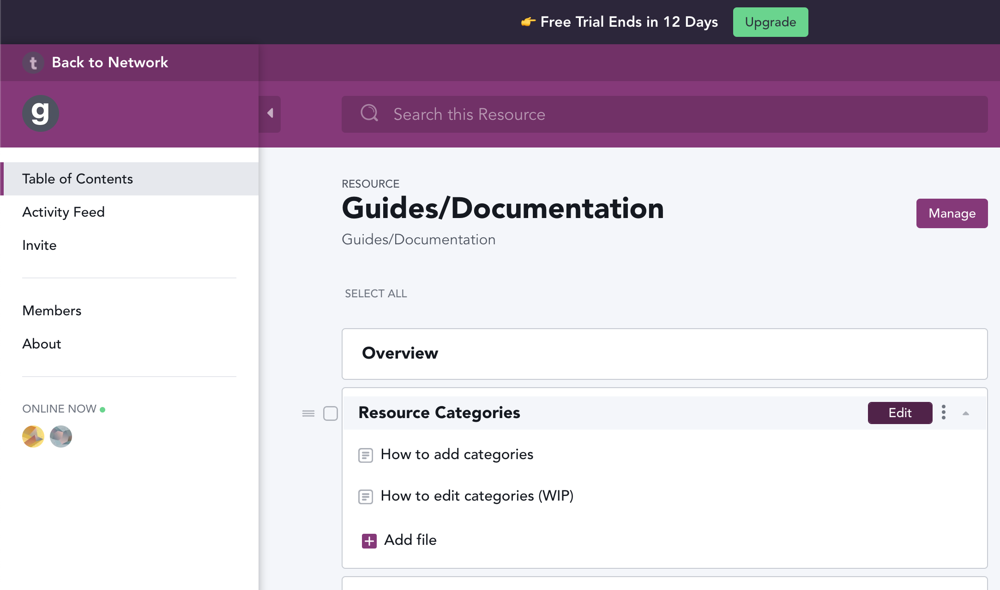 👉 Free Trial Ends in 12 Days
Upgrade
t Back to Network
g
Search this Resource
Table of Contents
Activity Feed
Invite
Members
About
ONLINE NOW
RESOURCE
Guides/Documentation
Manage
Guides/Documentation
SELECT ALL
Overview
Resource Categories
Edit
How to add categories
How to edit categories (WIP)
Add file